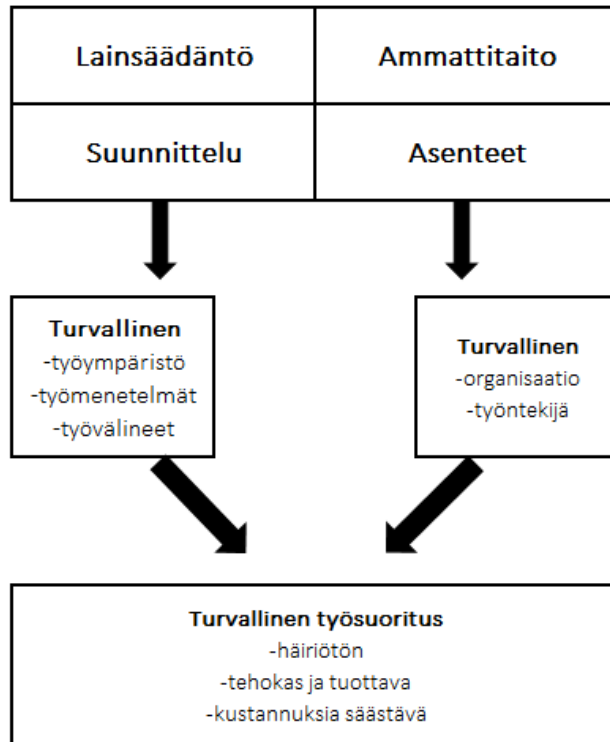 Lainsäädäntö
Ammattitaito
Suunnittelu
Asenteet
Turvallinen
-työympäristö
-työmenetelmät
-työvälineet
Turvallinen
-organisaatio
-työntekijä
Turvallinen työsuoritus
-häiriötön
-tehokas ja tuottava
-kustannuksia säästävä